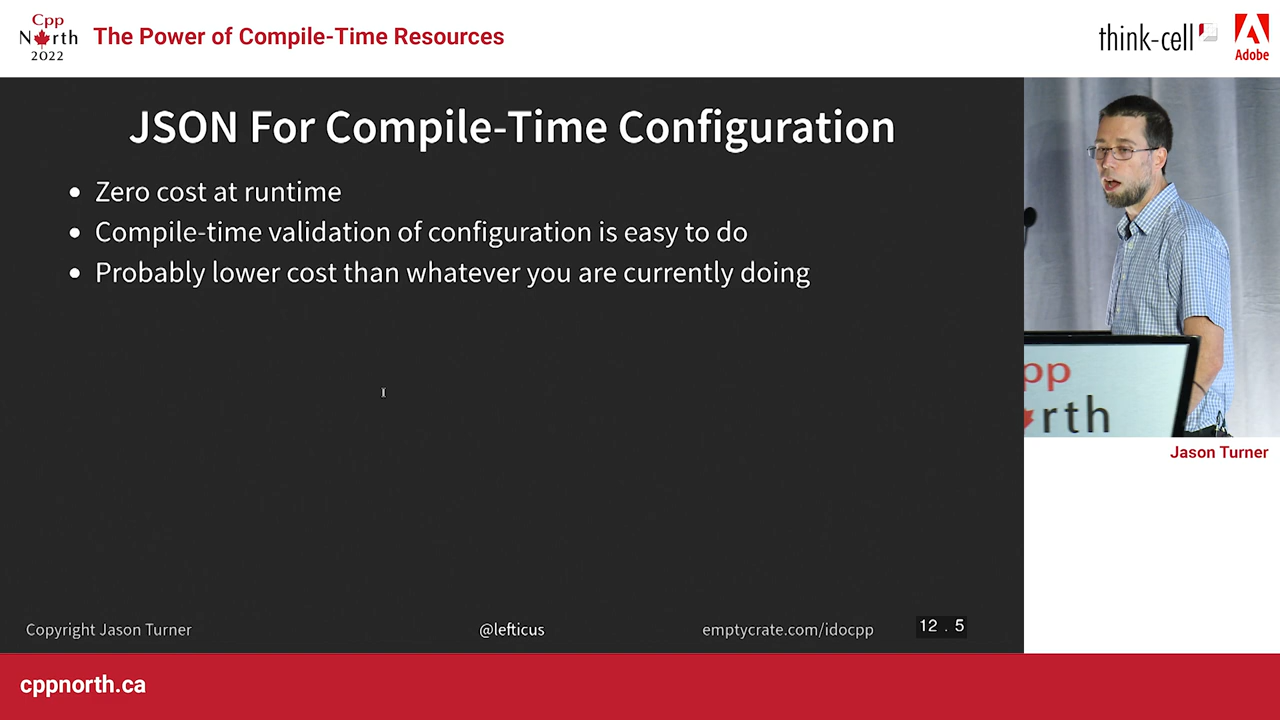 Cpp
North
2022
The Power of Compile-Time Resources
think-cell
Adobe
JSON For Compile-Time Configuration
Zero cost at runtime
Compile-time validation of configuration is easy to do
Probably lower cost than whatever you are currently doing
pp
rth
Jason Turner
Copyright Jason Turner
@lefticus
emptycrate.com/idocpp
12 . 5
cppnorth.ca